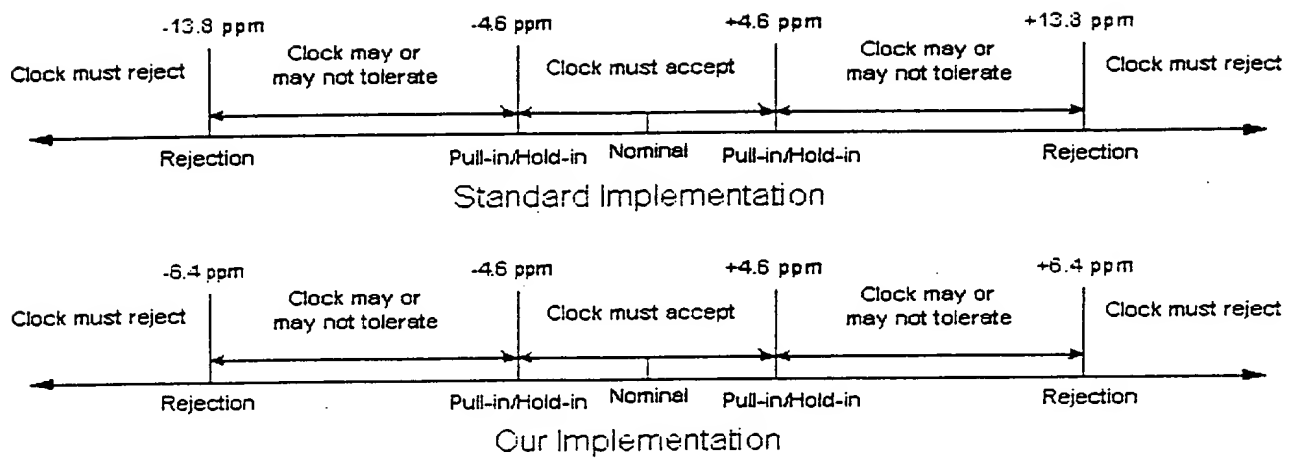 -13.8 ppm -4.6 ppm +4.6 ppm +13.8 ppm
Clock must reject Clock may or may not tolerate Clock must accept Clock may or may not tolerate Clock must reject
Rejection Pull-in/Hold-in Nominal Pull-in/Hold-in Rejection
Standard Implementation
-6.4 ppm -4.6 ppm +4.6 ppm +6.4 ppm
Clock must reject Clock may or may not tolerate Clock must accept Clock may or may not tolerate Clock must reject
Rejection Pull-in/Hold-in Nominal Pull-in/Hold-in Rejection
Our Implementation